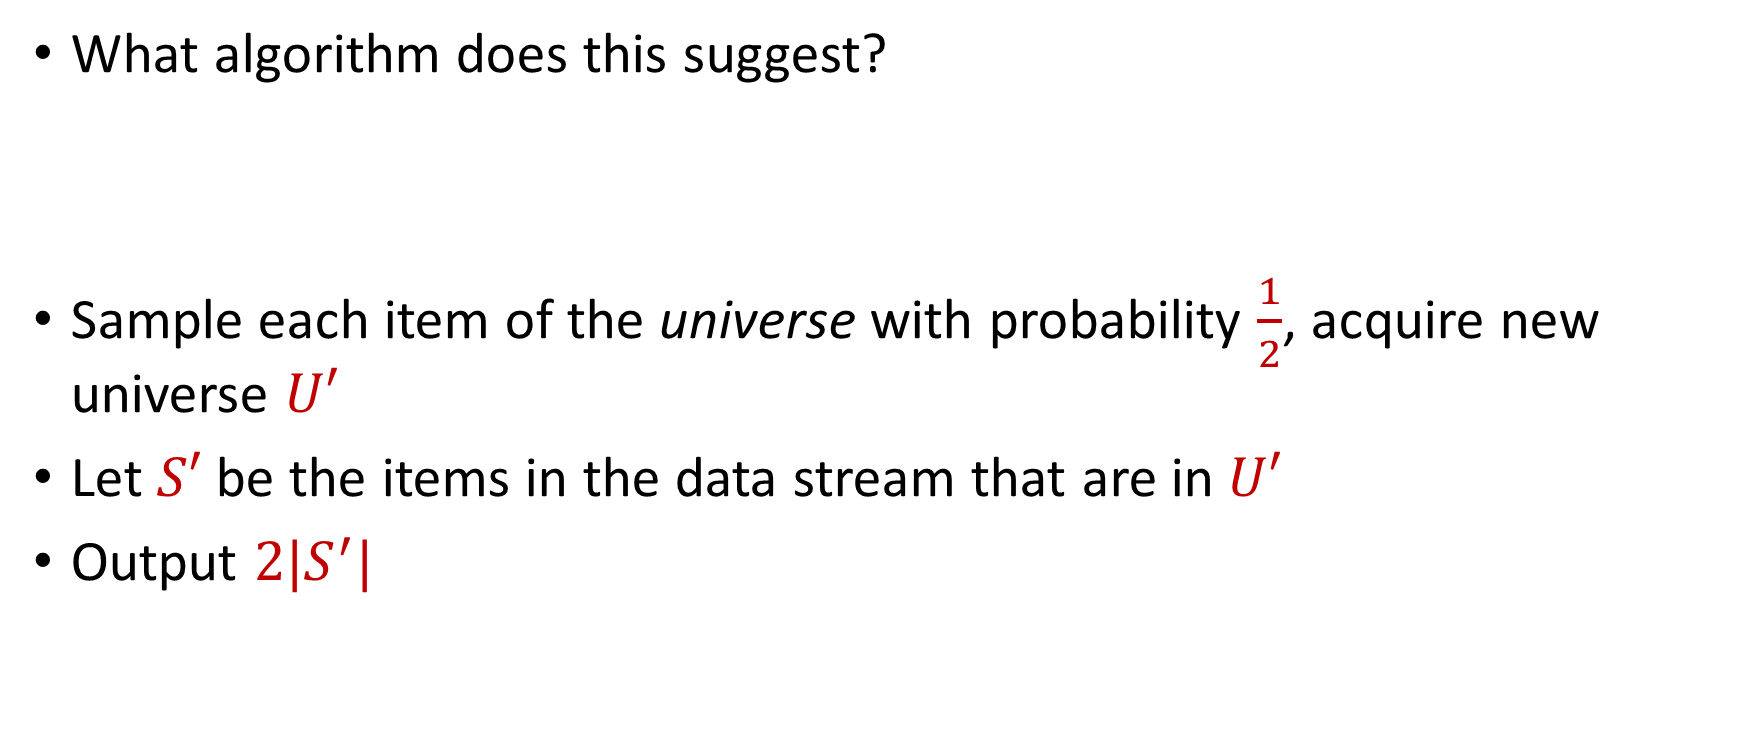 • What algorithm does this suggest?
• Sample each item of the universe with probability 1/2, acquire new
universe U′
• Let S′ be the items in the data stream that are in U′
• Output 2|S′|